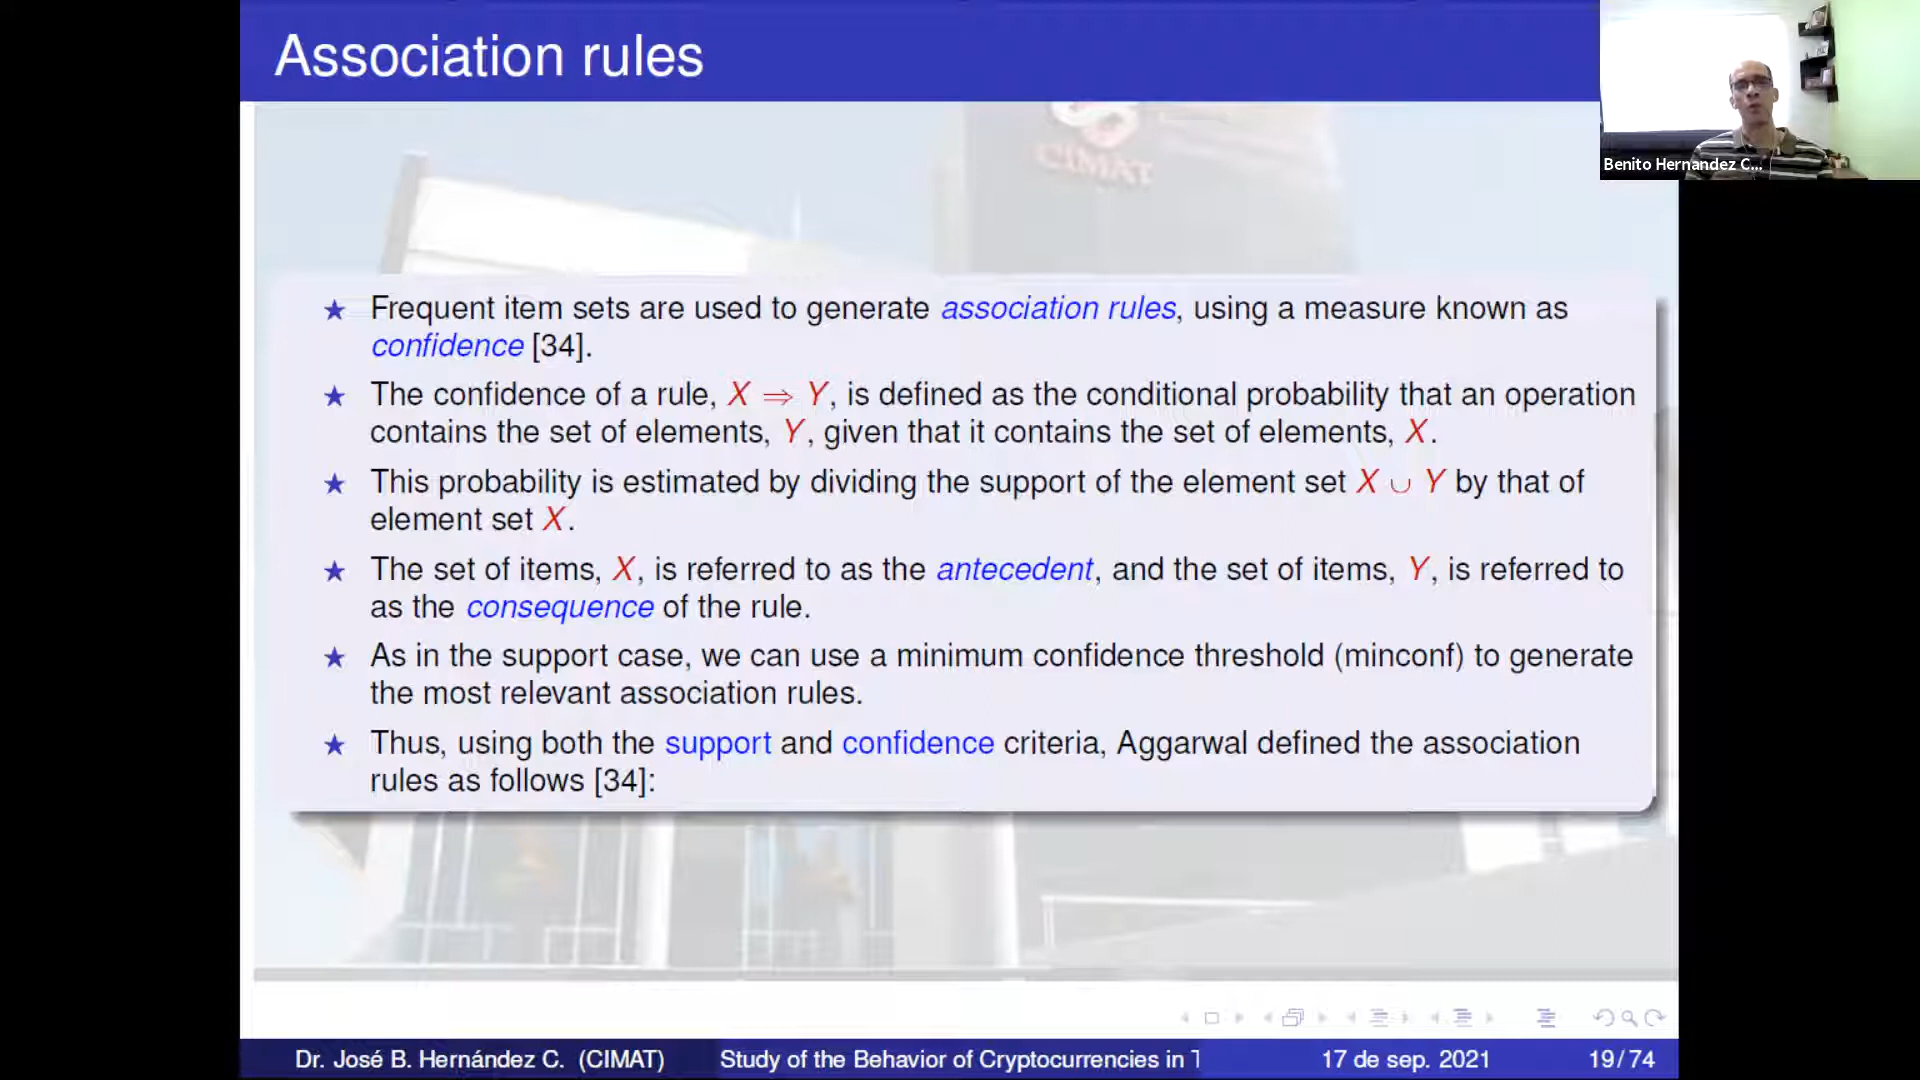 Association rules
Benito Hernandez C...
CIMAT
★ Frequent item sets are used to generate association rules, using a measure known as
confidence [34].
★ The confidence of a rule, X ⇒ Y, is defined as the conditional probability that an operation
contains the set of elements, Y, given that it contains the set of elements, X.
★ This probability is estimated by dividing the support of the element set X ∪ Y by that of
element set X.
★ The set of items, X, is referred to as the antecedent, and the set of items, Y, is referred to
as the consequence of the rule.
★ As in the support case, we can use a minimum confidence threshold (minconf) to generate
the most relevant association rules.
★ Thus, using both the support and confidence criteria, Aggarwal defined the association
rules as follows [34]:
Dr. José B. Hernández C. (CIMAT) Study of the Behavior of Cryptocurrencies in T 17 de sep. 2021 19/74